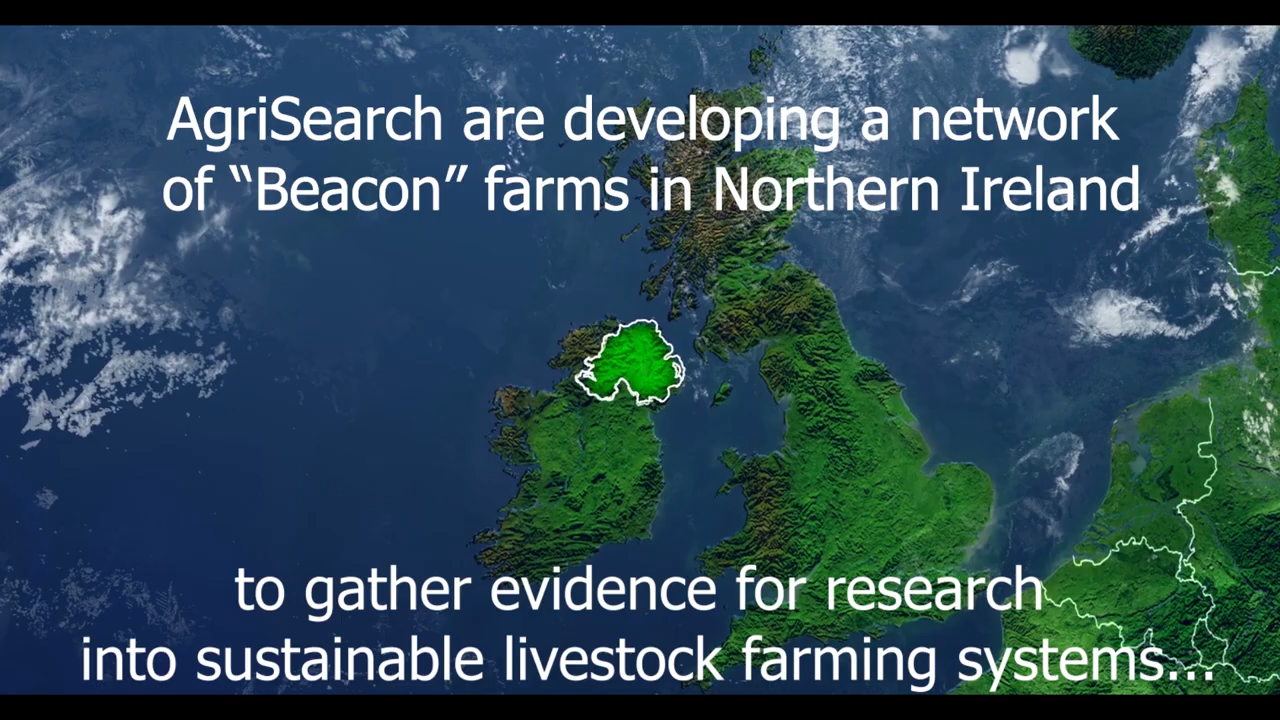 AgriSearch are developing a network
of “Beacon” farms in Northern Ireland
to gather evidence for research
into sustainable livestock farming systems...